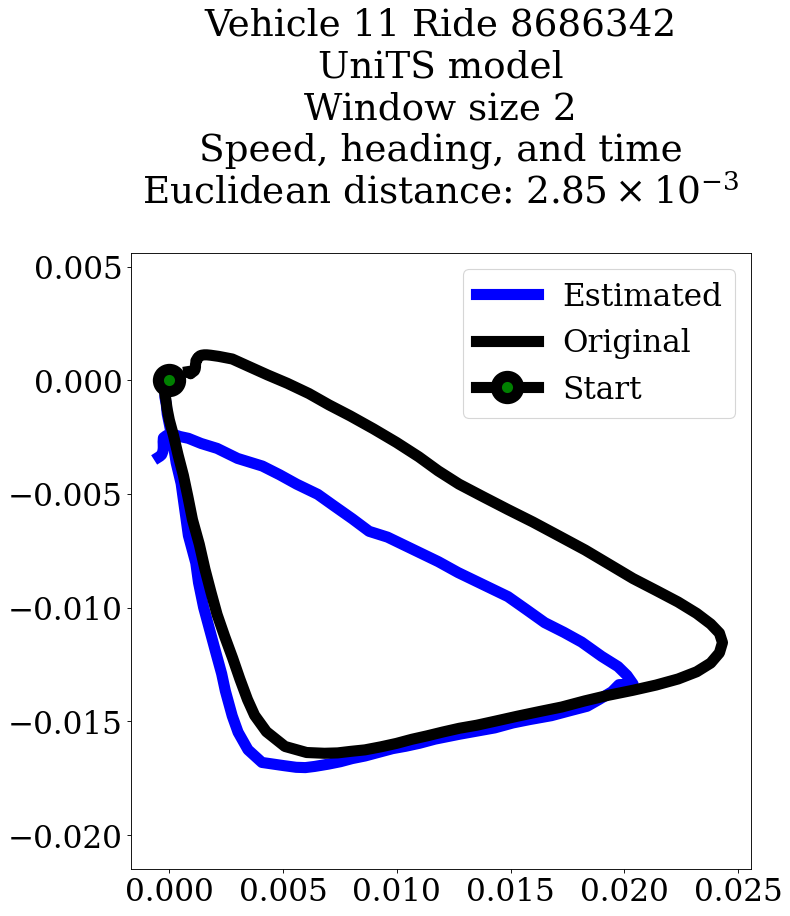 Vehicle 11 Ride 8686342
UniTS model
Window size 2
Speed, heading, and time
Euclidean distance: 2.85 × 10⁻³
0.005
0.000
−0.005
−0.010
−0.015
−0.020
Estimated
Original
Start
0.000 0.005 0.010 0.015 0.020 0.025